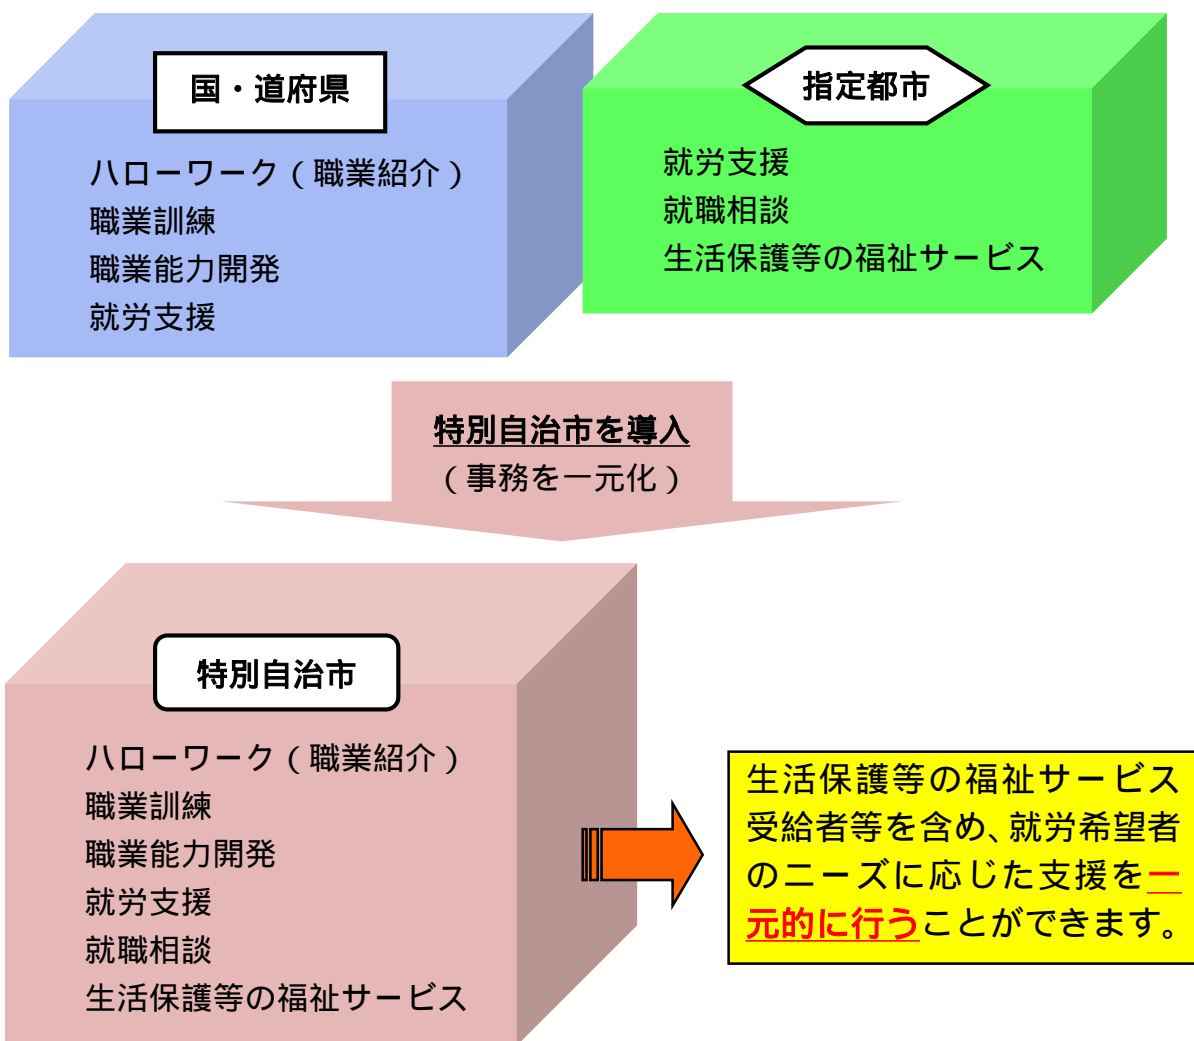 国・道府県
ハローワーク(職業紹介)
職業訓練
職業能力開発
就労支援
指定都市
就労支援
就職相談
生活保護等の福祉サービス
特別自治市を導入
(事務を一元化)
特別自治市
ハローワーク(職業紹介)
職業訓練
職業能力開発
就労支援
就職相談
生活保護等の福祉サービス
生活保護等の福祉サービス
受給者等を含め、就労希望者
のニーズに応じた支援を一
元的に行うことができます。